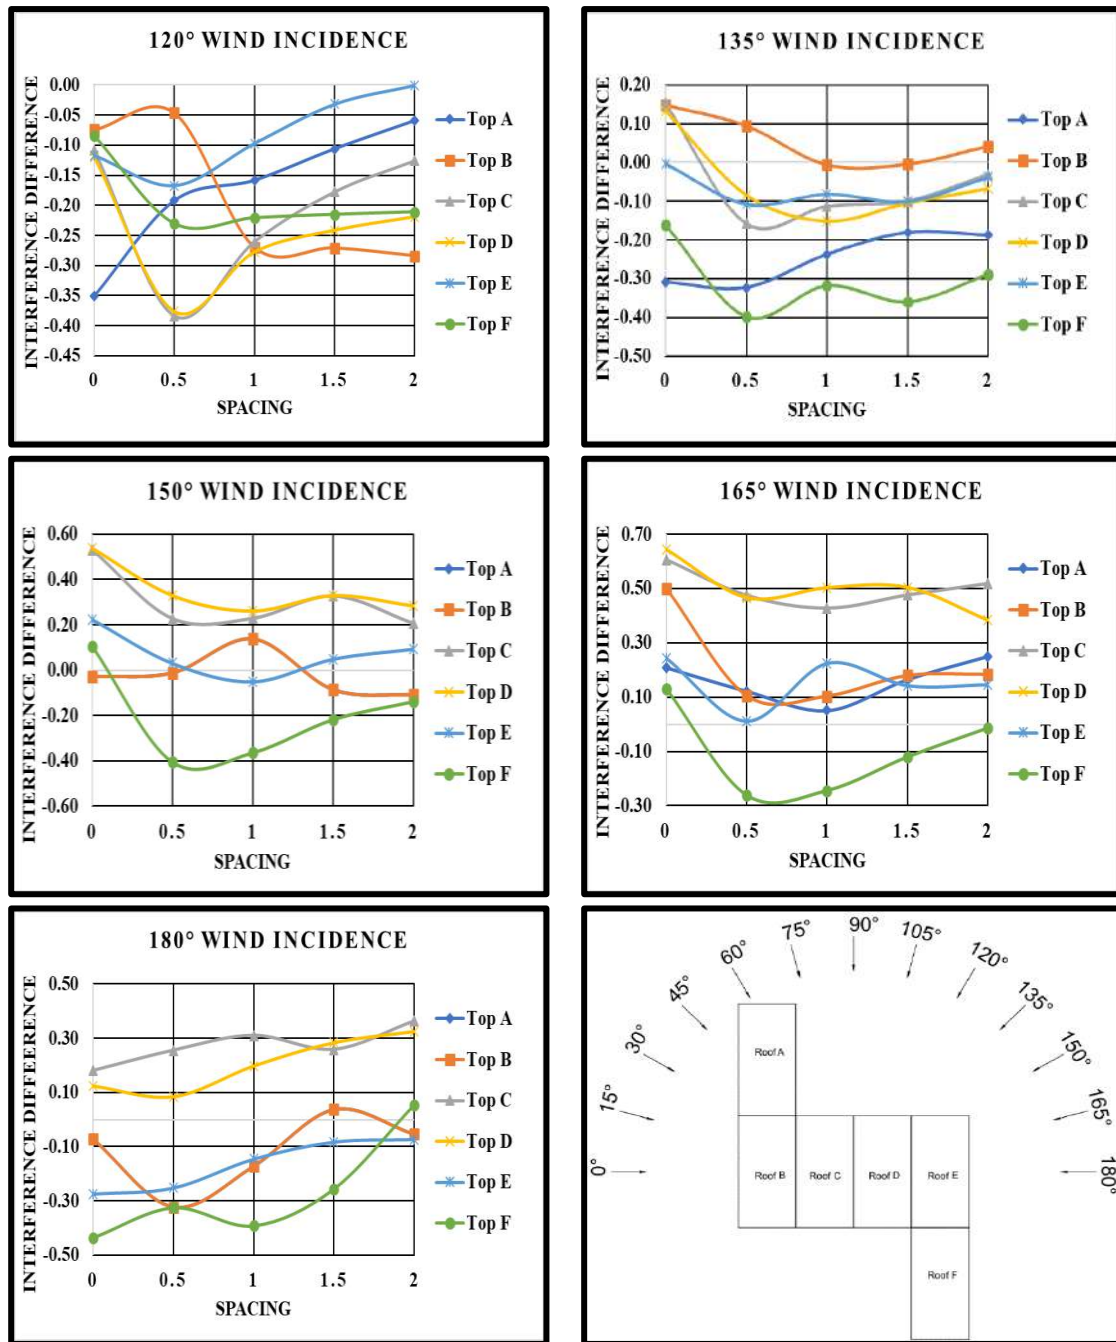 120° WIND INCIDENCE
INTERFERENCE DIFFERENCE
0.00
-0.05
-0.10
-0.15
-0.20
-0.25
-0.30
-0.35
-0.40
-0.45
0 0.5 1 1.5 2
SPACING
Top A
Top B
Top C
Top D
Top E
Top F
135° WIND INCIDENCE
INTERFERENCE DIFFERENCE
0.20
0.10
0.00
-0.10
-0.20
-0.30
-0.40
-0.50
0 0.5 1 1.5 2
SPACING
Top A
Top B
Top C
Top D
Top E
Top F
150° WIND INCIDENCE
INTERFERENCE DIFFERENCE
0.60
0.40
0.20
0.00
-0.20
-0.40
-0.60
0 0.5 1 1.5 2
SPACING
Top A
Top B
Top C
Top D
Top E
Top F
165° WIND INCIDENCE
INTERFERENCE DIFFERENCE
0.70
0.50
0.30
0.10
-0.10
-0.30
0 0.5 1 1.5 2
SPACING
Top A
Top B
Top C
Top D
Top E
Top F
180° WIND INCIDENCE
INTERFERENCE DIFFERENCE
0.50
0.30
0.10
-0.10
-0.30
-0.50
0 0.5 1 1.5 2
SPACING
Top A
Top B
Top C
Top D
Top E
Top F
0°
15°
30°
45°
60°
75°
90°
105°
120°
135°
150°
165°
180°
Roof A
Roof B Roof C Roof D Roof E
Roof F